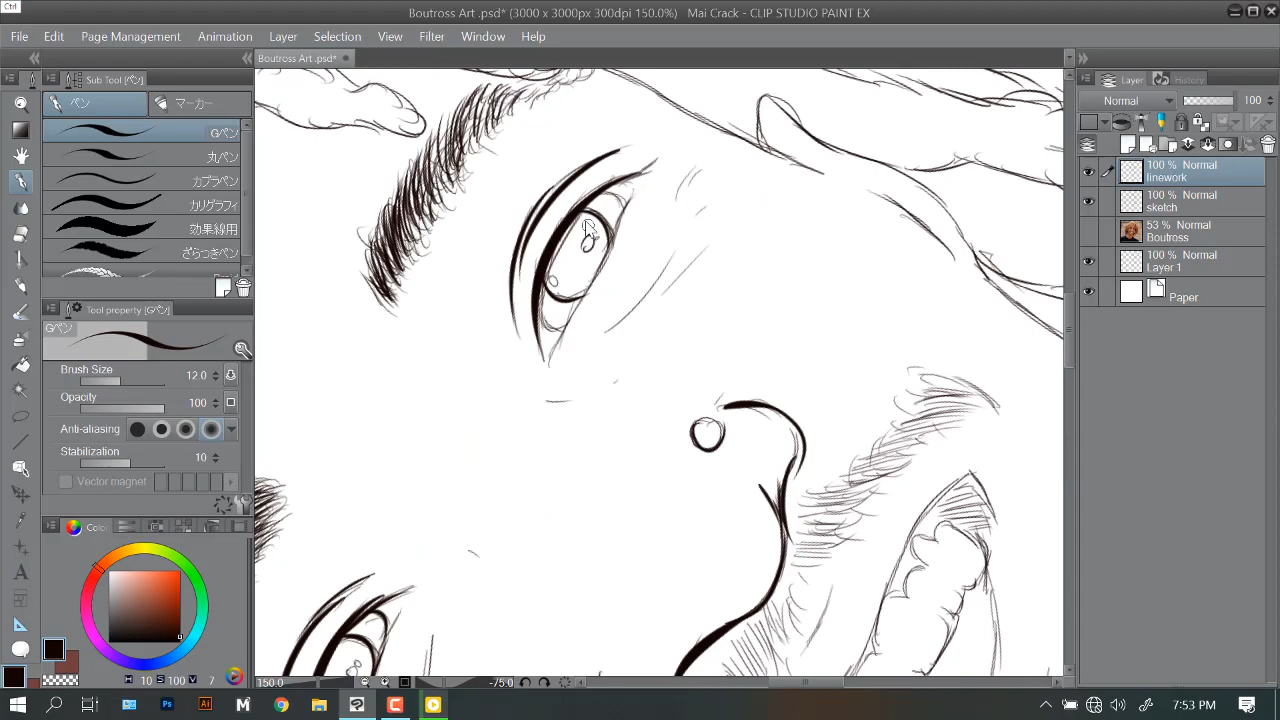 Ctrl
Boutross Art .psd* (3000 x 3000px 300dpi 150.0%) Mai Crack - CLIP STUDIO PAINT EX
File Edit Page Management Animation Layer Selection View Filter Window Help
Boutross Art.psd*
Sub Tool [ペン]
ペン マーカー
Gペン
丸ペン
カブラペン
カリグラフィ
効果線用
ざらつきペン
Tool property [Gペン]
Gペン
Brush Size 12.0
Opacity 100
Anti-aliasing
Stabilization 10
Vector magnet
Color
H 10 S 100 V 7
150.0 -75.0
Layer History
Normal 100
100 % Normal
linework
100 % Normal
sketch
53 % Normal
Boutross
100 % Normal
Layer 1
Paper
7:53 PM